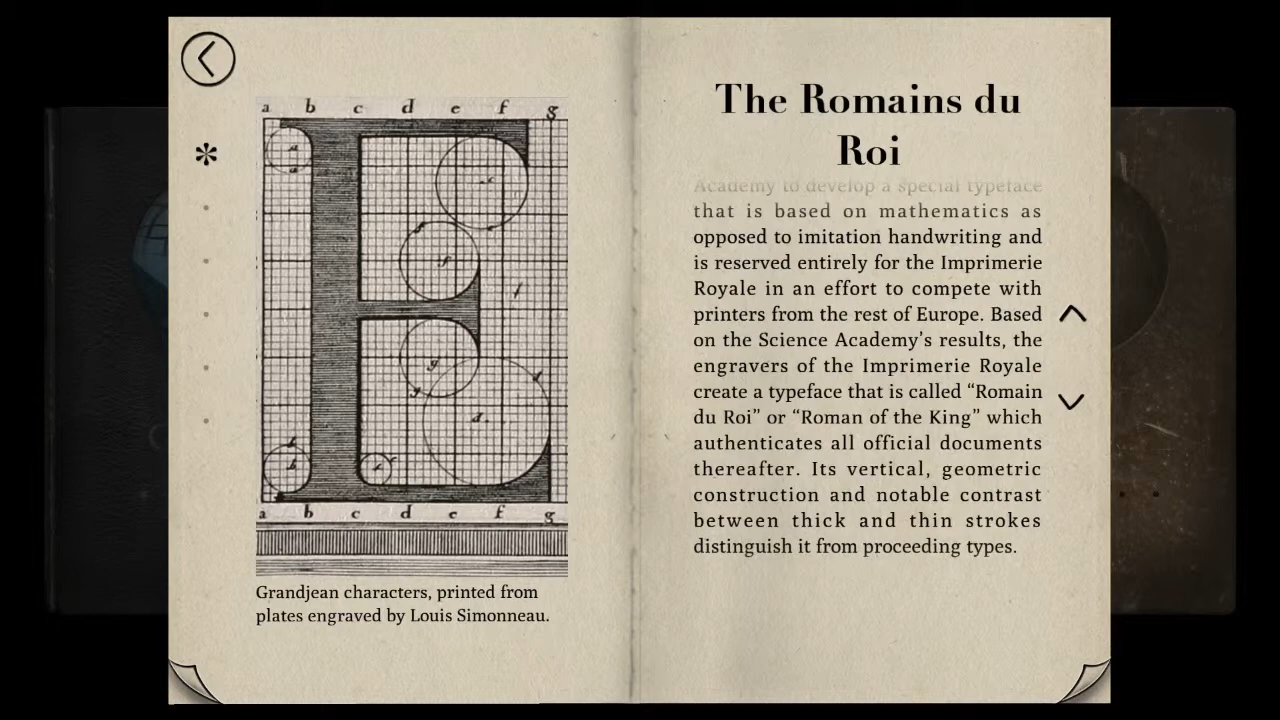 a b c d e f g
a b c d e f g
Grandjean characters, printed from
plates engraved by Louis Simonneau.
The Romains du
Roi
Academy to develop a special typeface
that is based on mathematics as
opposed to imitation handwriting and
is reserved entirely for the Imprimerie
Royale in an effort to compete with
printers from the rest of Europe. Based
on the Science Academy’s results, the
engravers of the Imprimerie Royale
create a typeface that is called “Romain
du Roi” or “Roman of the King” which
authenticates all official documents
thereafter. Its vertical, geometric
construction and notable contrast
between thick and thin strokes
distinguish it from proceeding types.